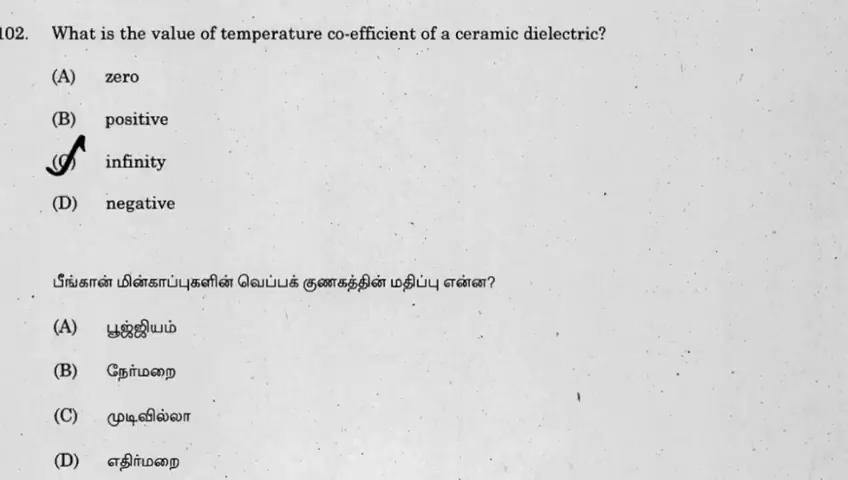 102. What is the value of temperature co-efficient of a ceramic dielectric?
(A) zero
(B) positive
(C) infinity
(D) negative
பீங்கான் மின்காப்புகளின் வெப்பக் குணகத்தின் மதிப்பு என்ன?
(A) பூஜ்ஜியம்
(B) நேர்மறை
(C) முடிவில்லா
(D) எதிர்மறை